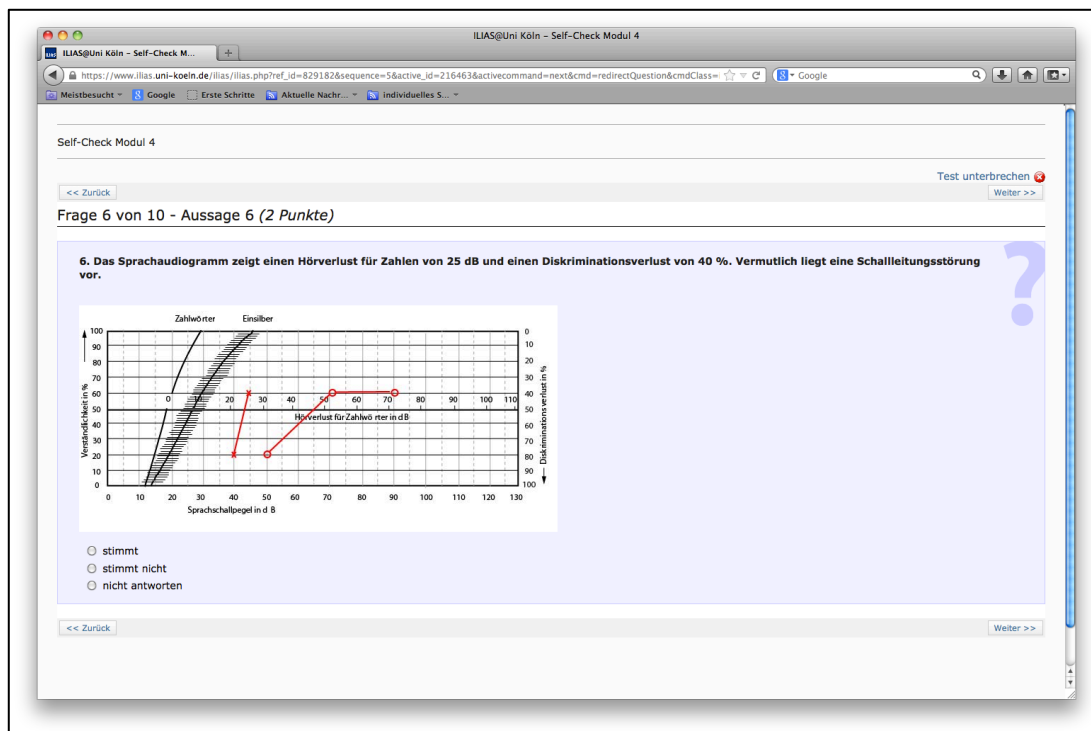 ILIAS@Uni Köln – Self-Check Modul 4
ILIAS ILIAS@Uni Köln – Self-Check M... +
https://www.ilias.uni-koeln.de/ilias/ilias.php?ref_id=829182&sequence=5&active_id=216463&activecommand=next&cmd=redirectQuestion&cmdClass= Google
Meistbesucht Google Erste Schritte Aktuelle Nachr... individuelles S...
Self-Check Modul 4
Test unterbrechen
<< Zurück Weiter >>
Frage 6 von 10 - Aussage 6 (2 Punkte)
6. Das Sprachaudiogramm zeigt einen Hörverlust für Zahlen von 25 dB und einen Diskriminationsverlust von 40 %. Vermutlich liegt eine Schallleitungsstörung
vor.
?
Zahlwörter Einsilber
100 0
90 10
80 20
70 30
60 40
0 10 20 30 40 50 60 70 80 90 100 110
50 50
Hörverlust für Zahlwörter in dB
40 60
30 70
20 80
10 90
0 100
Verständlichkeit in %
Diskriminationsverlust in %
0 10 20 30 40 50 60 70 80 90 100 110 120 130
Sprachschallpegel in d B
stimmt
stimmt nicht
nicht antworten
<< Zurück Weiter >>